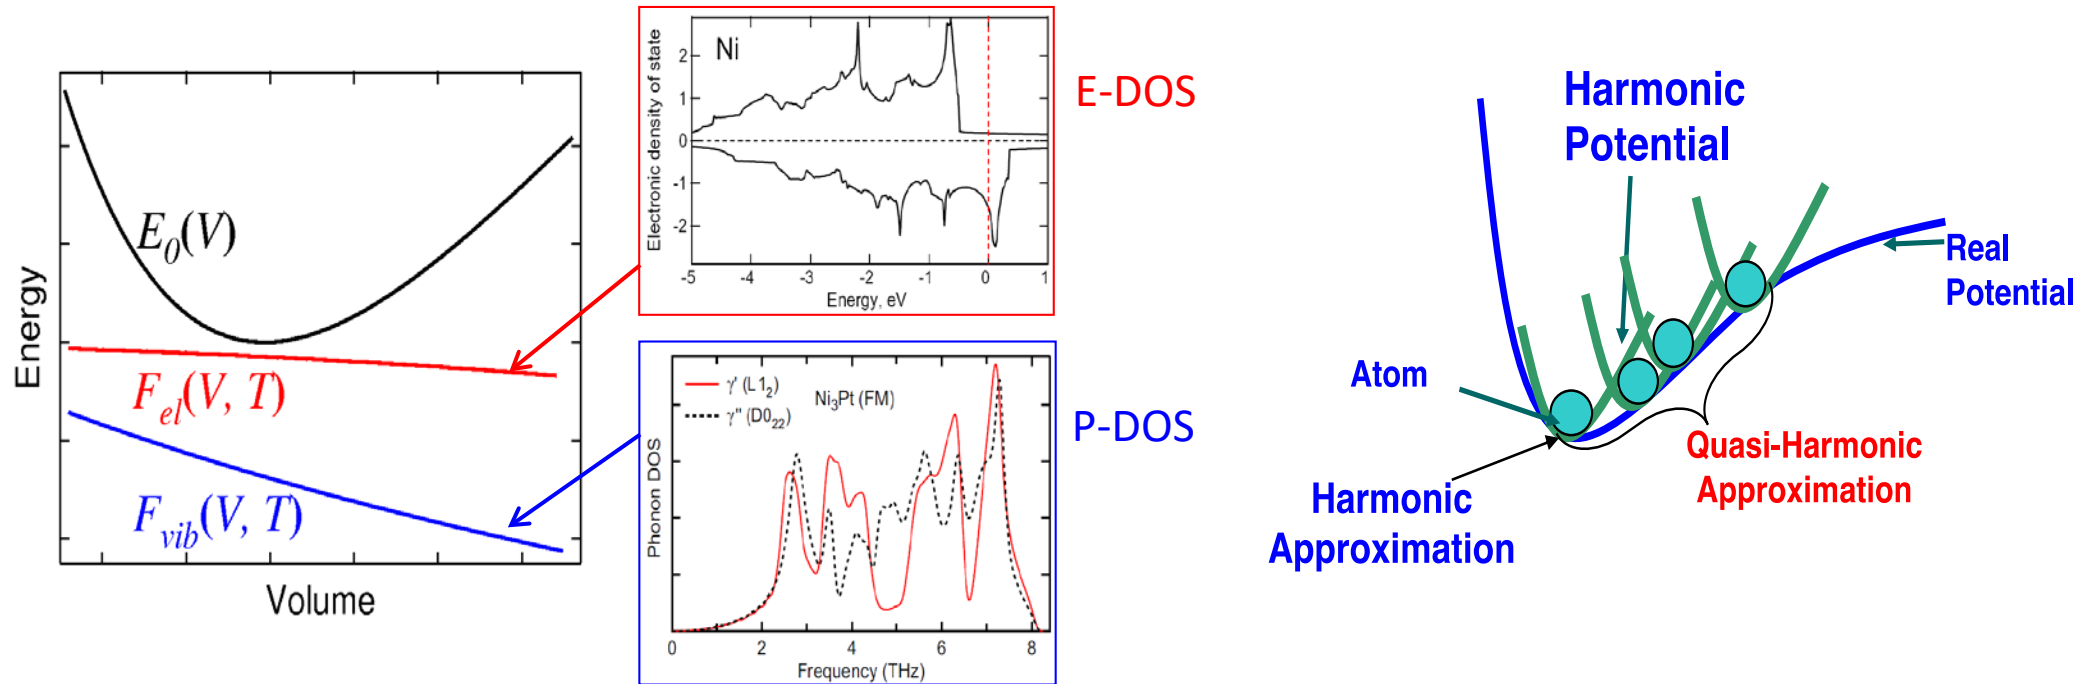 Energy
E0(V)
Fel(V, T)
Fvib(V, T)
Volume
Electronic density of state
Ni
2
1
0
-1
-2
-5 -4 -3 -2 -1 0 1
Energy, eV
E-DOS
Phonon DOS
γ' (L12)
γ'' (D022)
Ni3Pt (FM)
0 2 4 6 8
Frequency (THz)
P-DOS
Harmonic
Potential
Real
Potential
Atom
Quasi-Harmonic
Approximation
Harmonic
Approximation